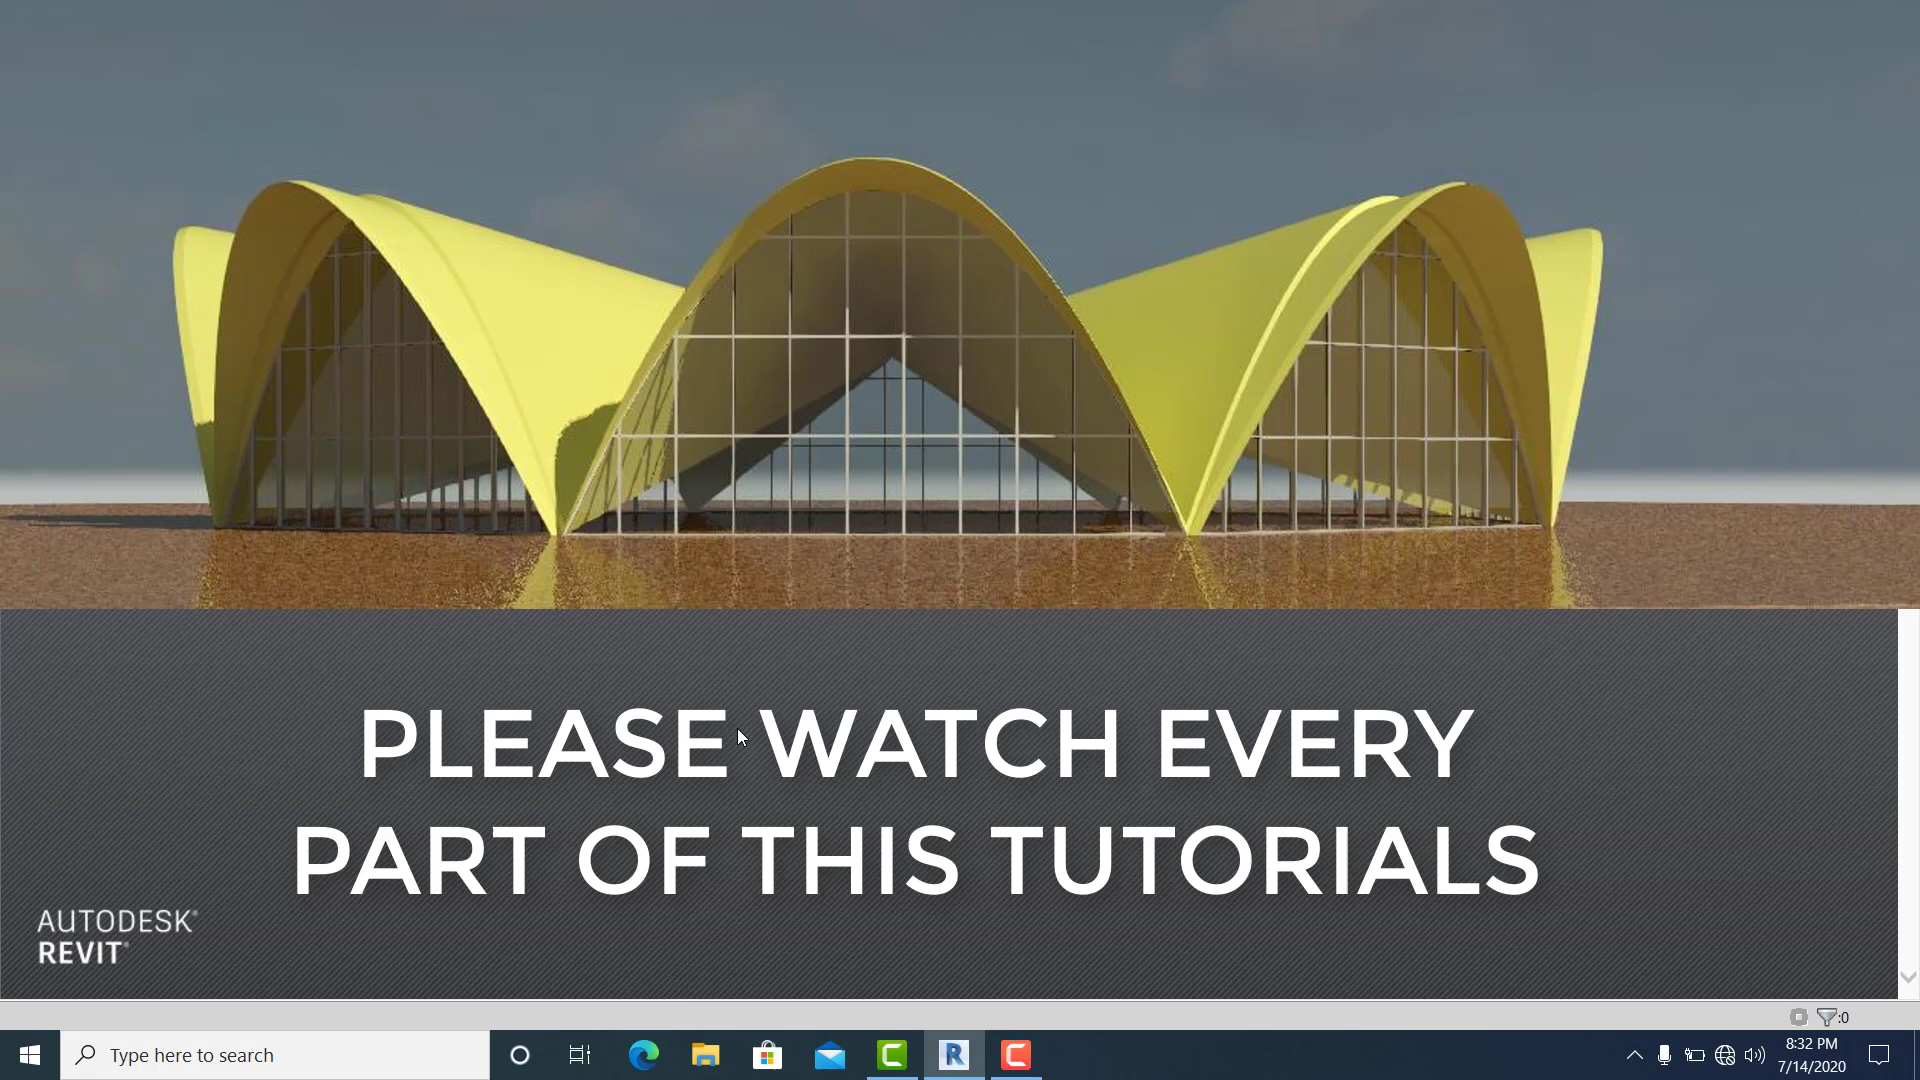 PLEASE WATCH EVERY
PART OF THIS TUTORIALS
AUTODESK®
REVIT®
:0
Type here to search
8:32 PM
7/14/2020